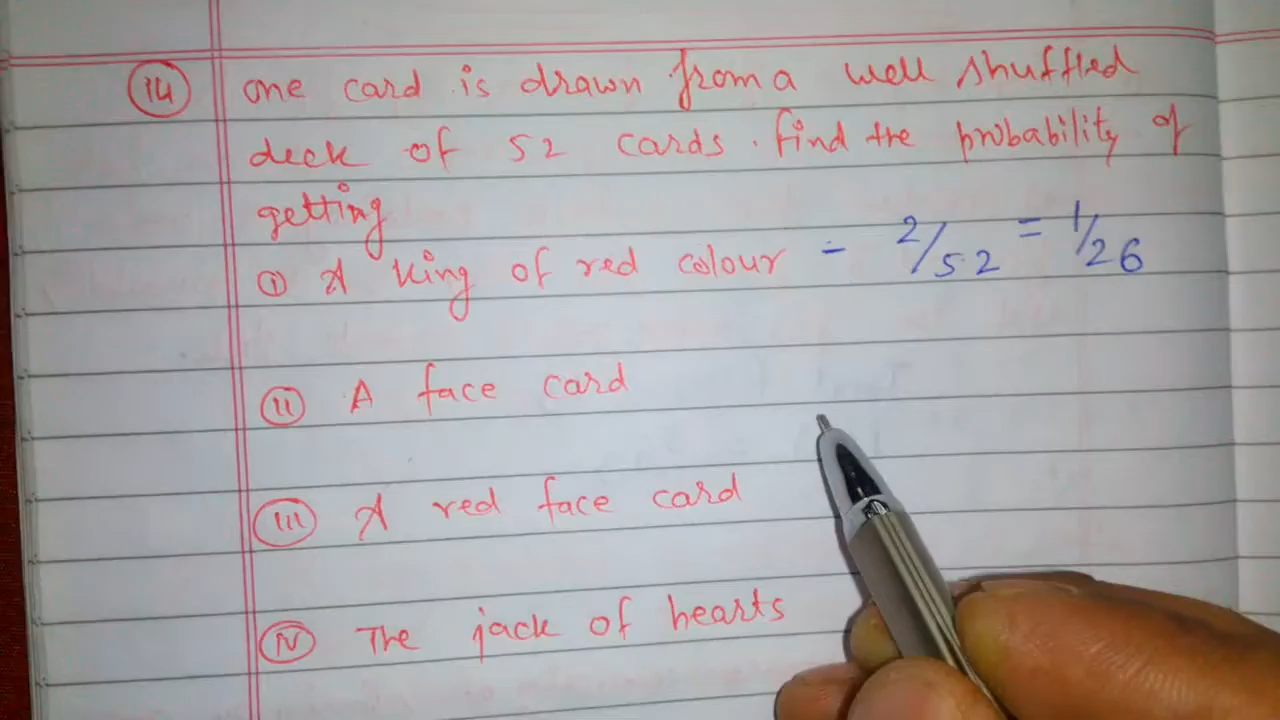 14 one card is drawn from a well shuffled
deck of 52 cards. find the probability of
getting
i A king of red colour = 2/52 = 1/26
ii A face card
iii A red face card
iv The jack of hearts